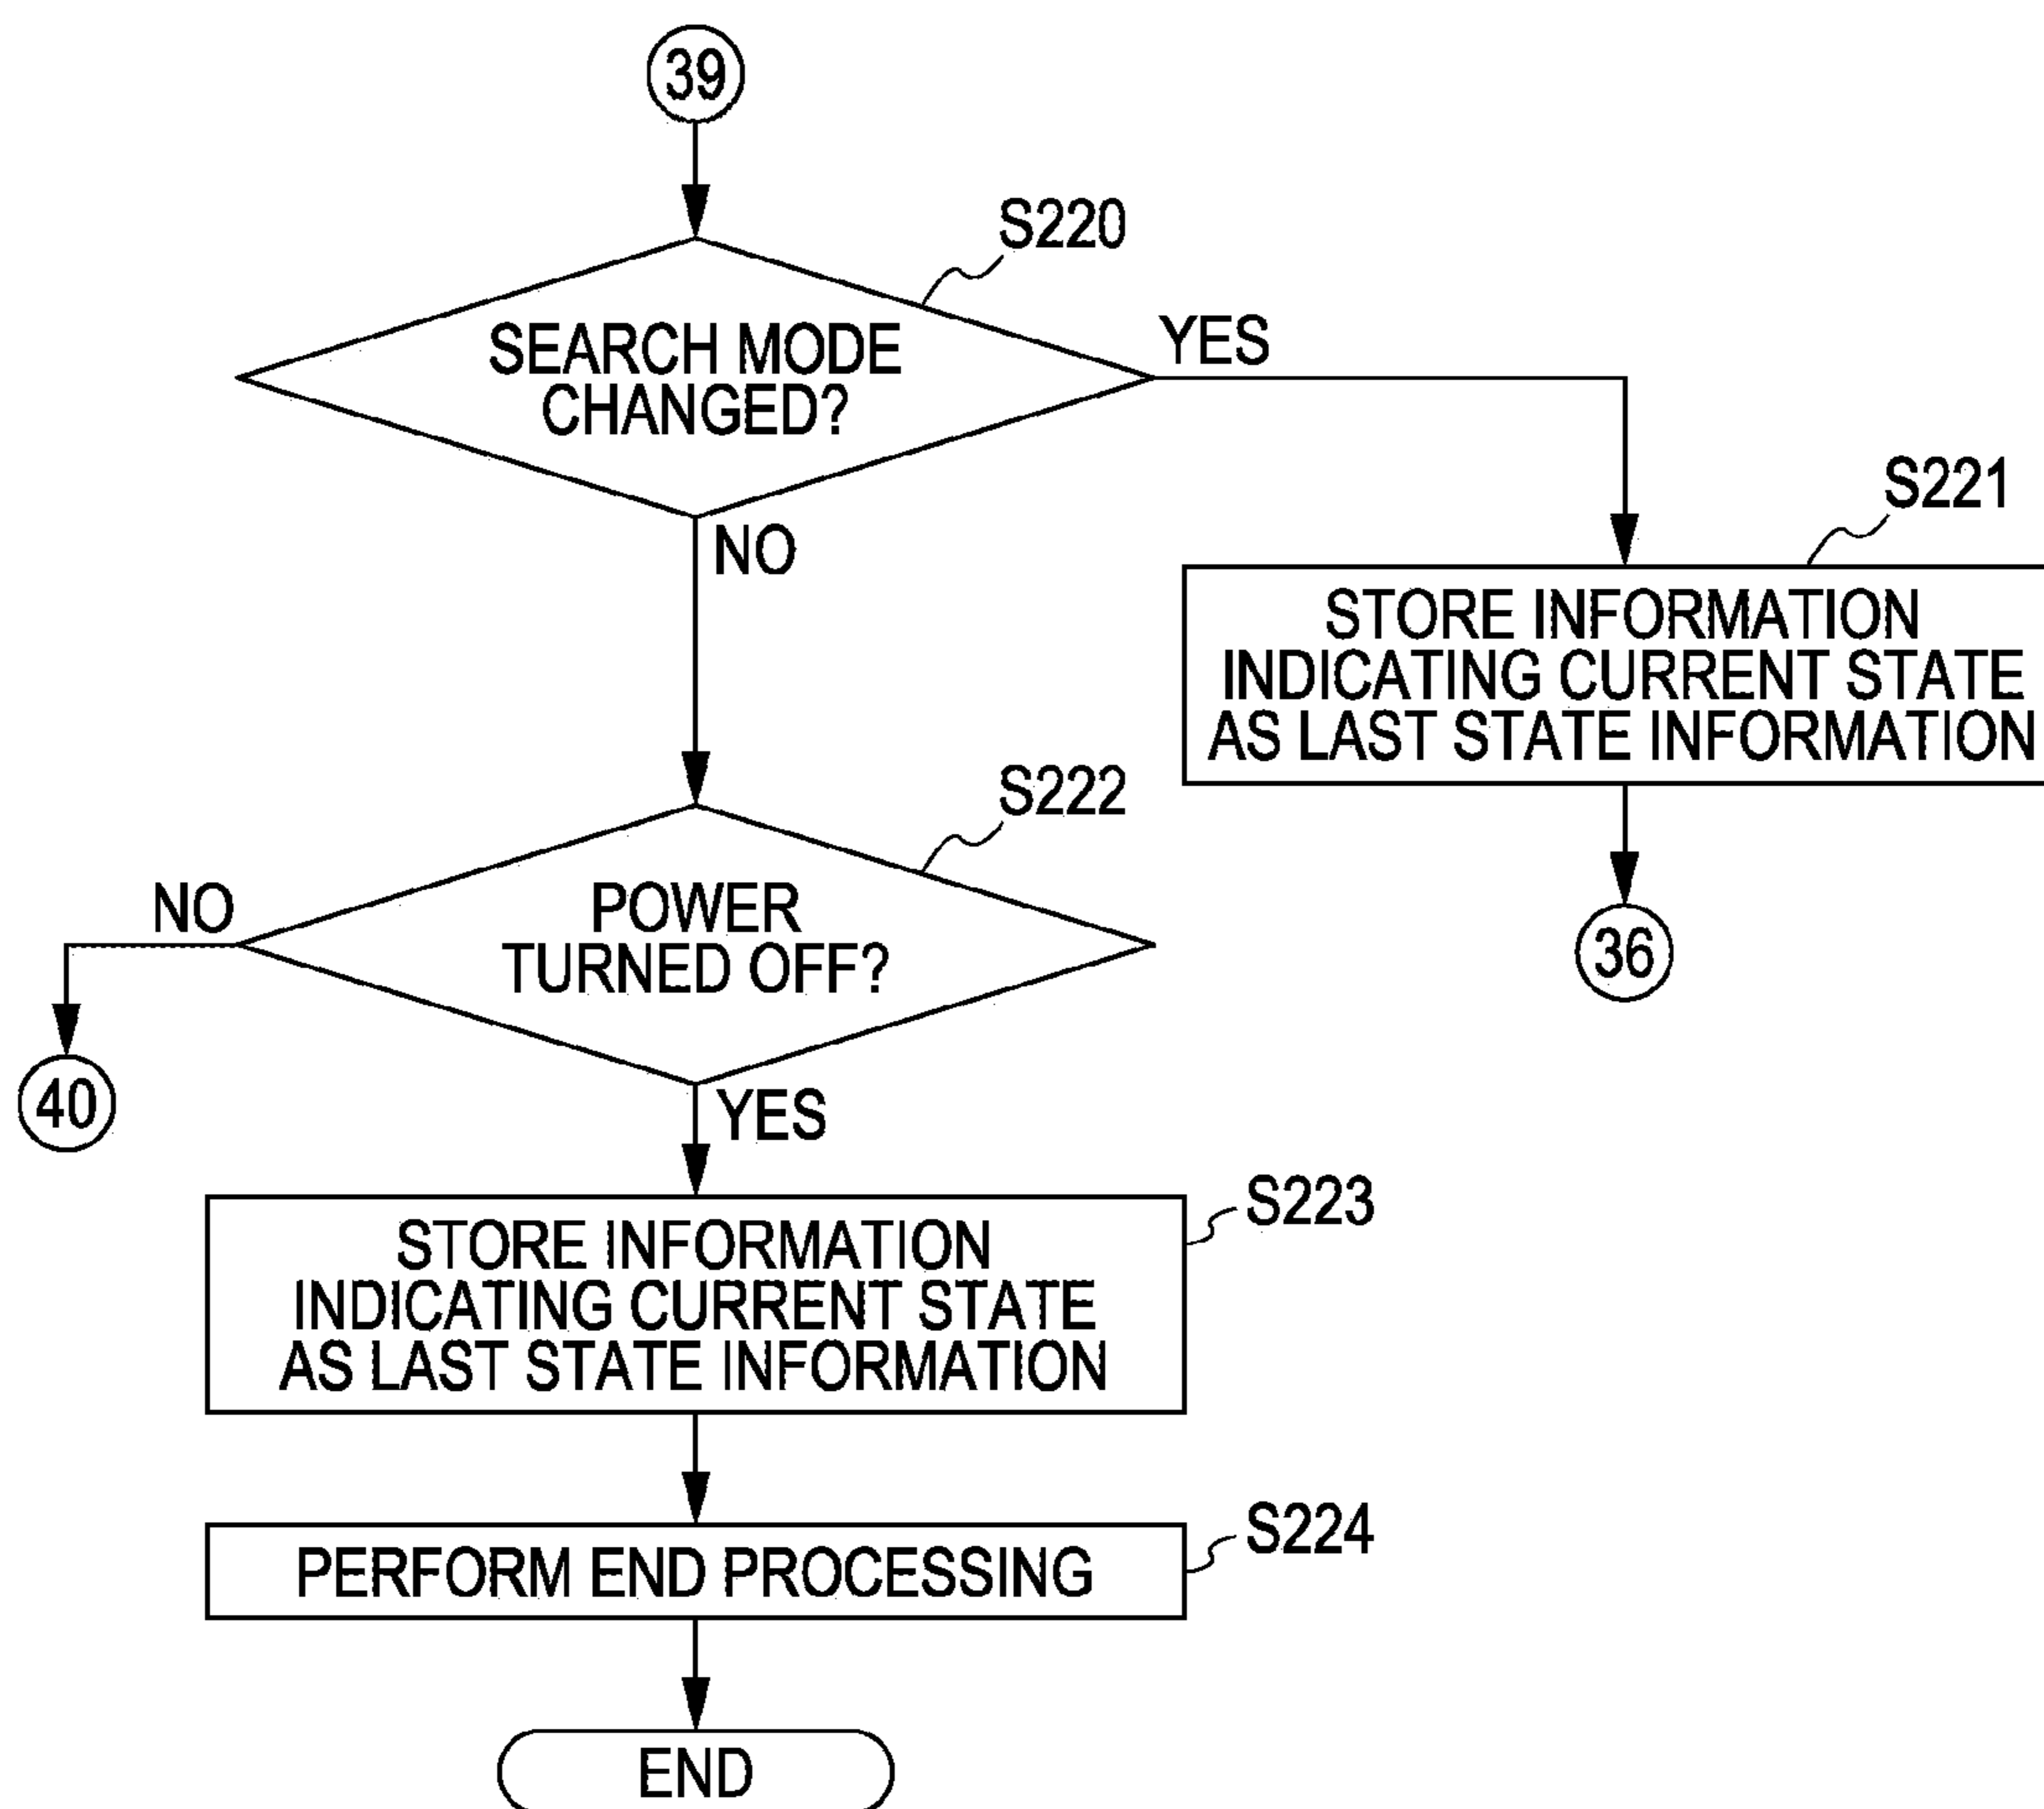 39
S220
SEARCH MODE
CHANGED?
YES
NO
S221
STORE INFORMATION
INDICATING CURRENT STATE
AS LAST STATE INFORMATION
36
S222
POWER
TURNED OFF?
NO
40
YES
S223
STORE INFORMATION
INDICATING CURRENT STATE
AS LAST STATE INFORMATION
S224
PERFORM END PROCESSING
END